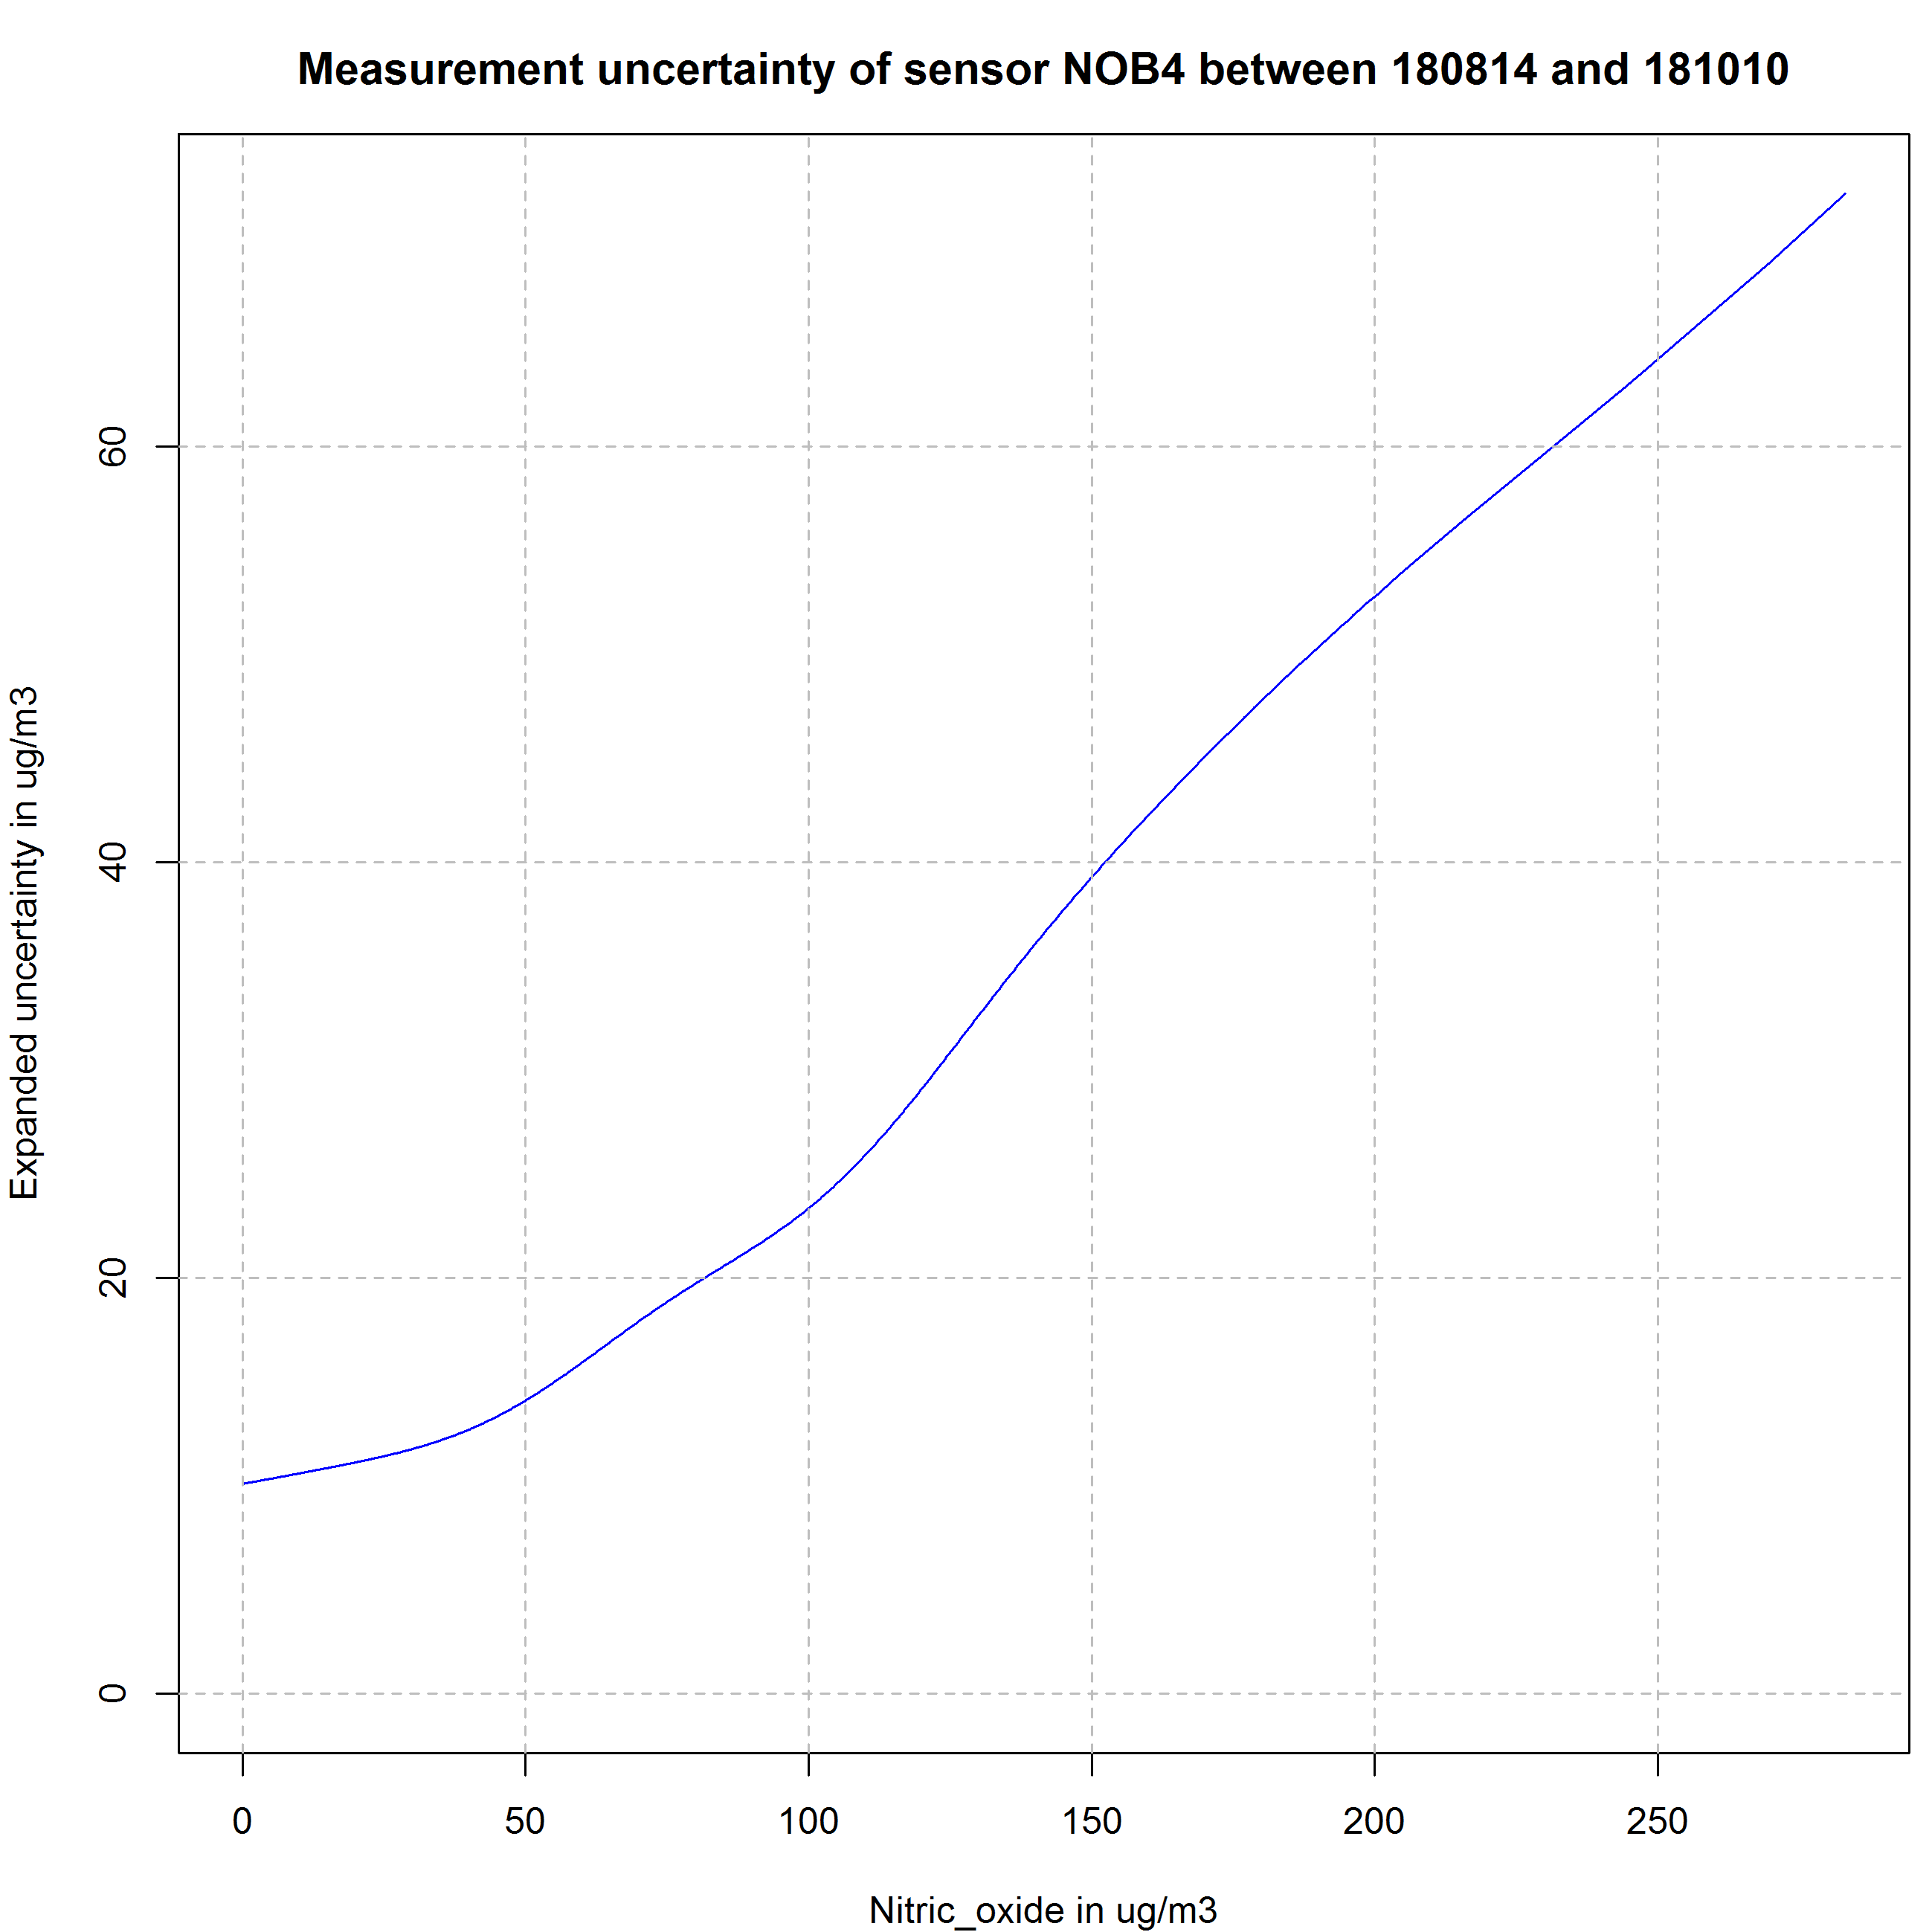 Measurement uncertainty of sensor NOB4 between 180814 and 181010
Expanded uncertainty in ug/m3
60
40
20
0
0 50 100 150 200 250
Nitric_oxide in ug/m3